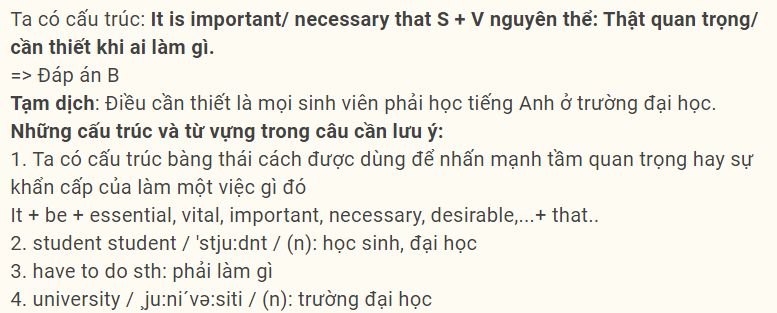 Ta có cấu trúc: It is important/ necessary that S + V nguyên thể: Thật quan trọng/
cần thiết khi ai làm gì.
=> Đáp án B
Tạm dịch: Điều cần thiết là mọi sinh viên phải học tiếng Anh ở trường đại học.
Những cấu trúc và từ vựng trong câu cần lưu ý:
1. Ta có cấu trúc bàng thái cách được dùng để nhấn mạnh tầm quan trọng hay sự
khẩn cấp của làm một việc gì đó
It + be + essential, vital, important, necessary, desirable,...+ that..
2. student student / 'stju:dnt / (n): học sinh, đại học
3. have to do sth: phải làm gì
4. university / ¸ju:ni´və:siti / (n): trường đại học